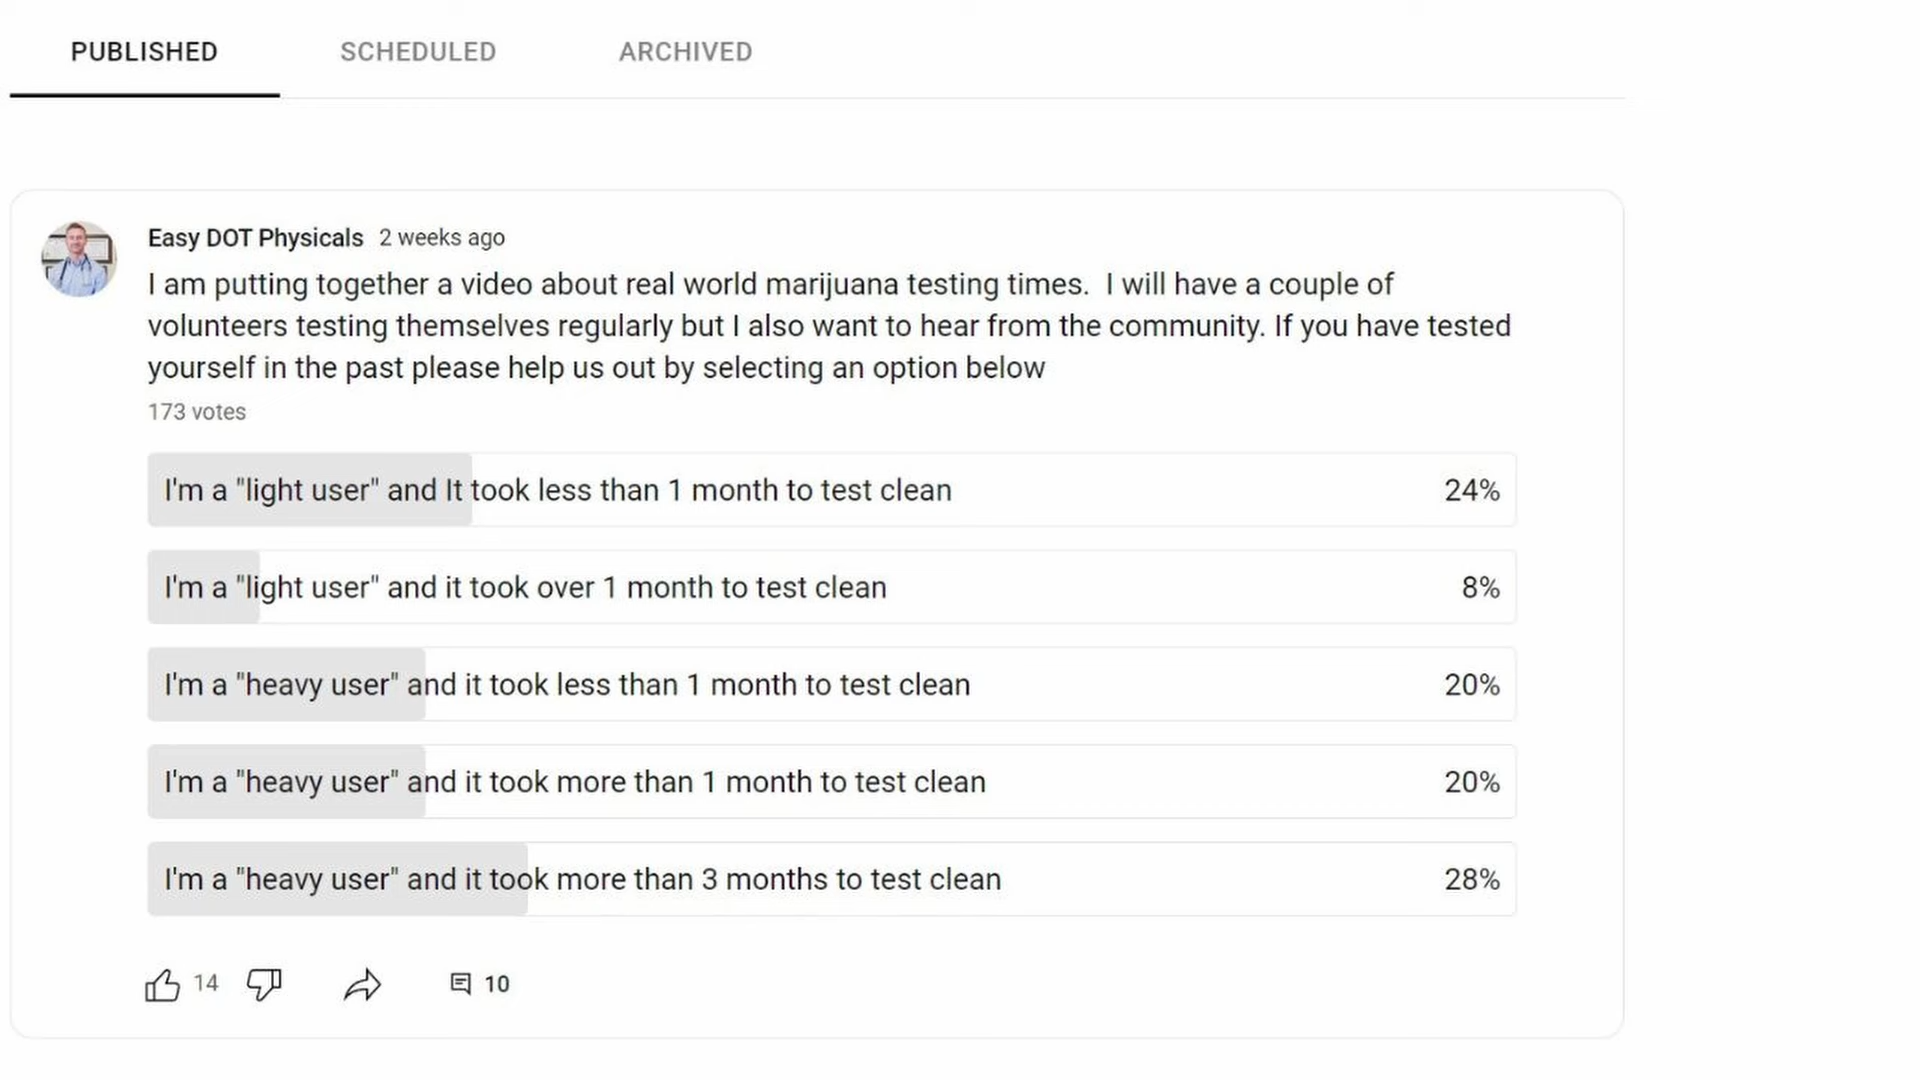 PUBLISHED SCHEDULED ARCHIVED
Easy DOT Physicals 2 weeks ago
I am putting together a video about real world marijuana testing times.  I will have a couple of
volunteers testing themselves regularly but I also want to hear from the community. If you have tested
yourself in the past please help us out by selecting an option below
173 votes
I'm a "light user" and It took less than 1 month to test clean 24%
I'm a "light user" and it took over 1 month to test clean 8%
I'm a "heavy user" and it took less than 1 month to test clean 20%
I'm a "heavy user" and it took more than 1 month to test clean 20%
I'm a "heavy user" and it took more than 3 months to test clean 28%
14 10